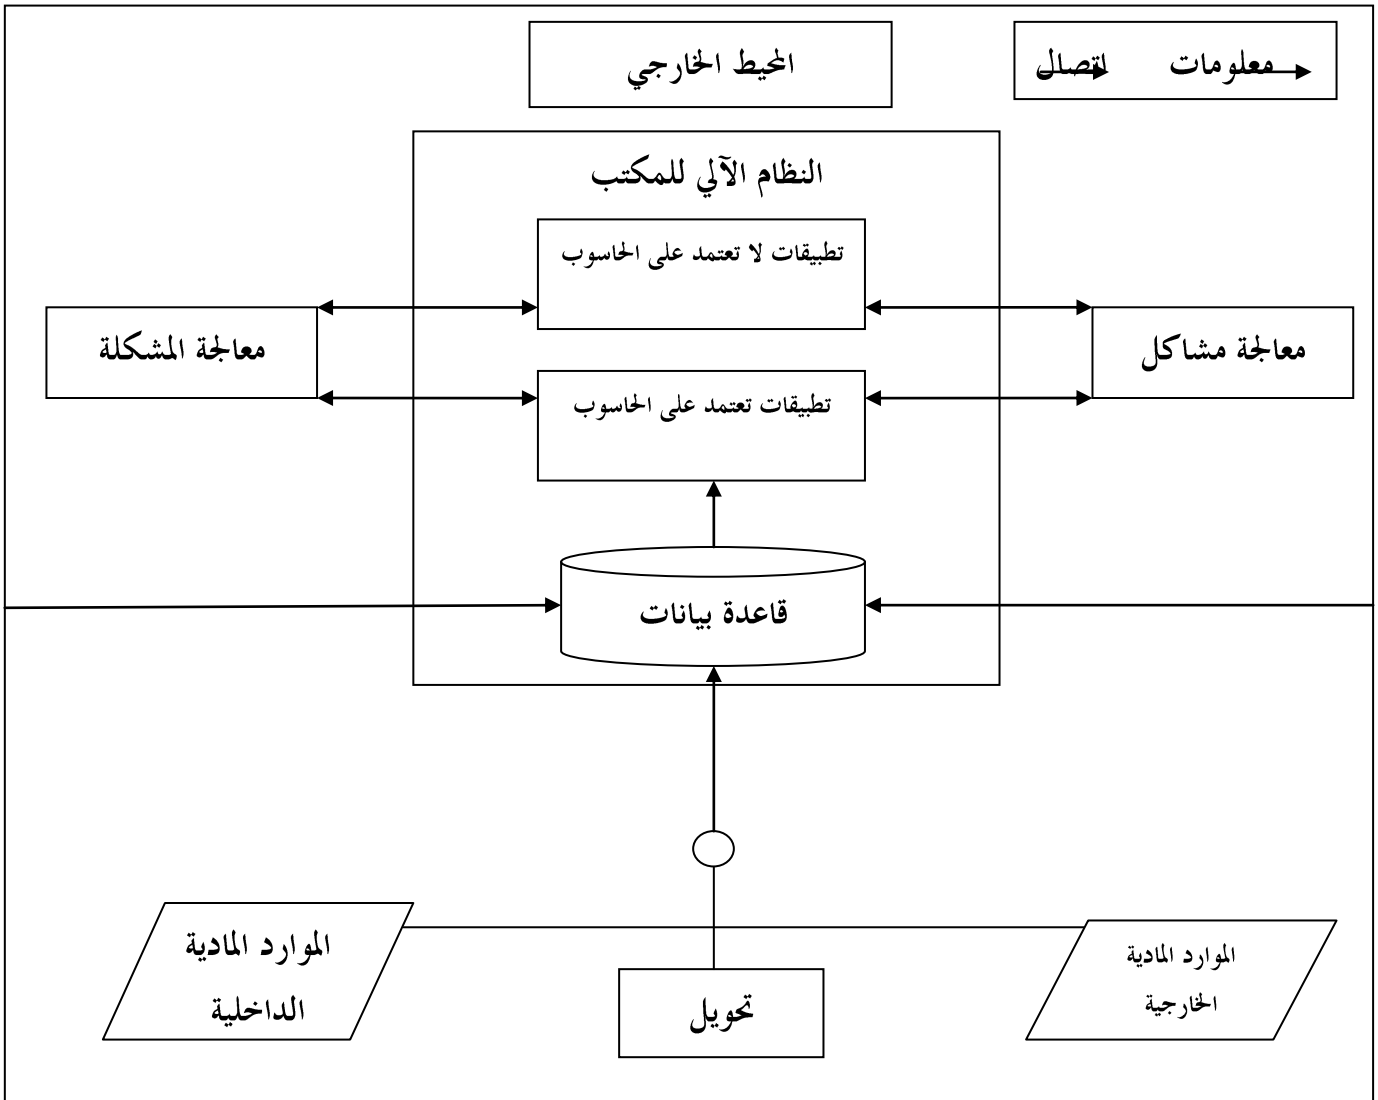 معلومات اتصال
المحيط الخارجي
النظام الآلي للمكتب
تطبيقات لا تعتمد على الحاسوب
معالجة مشاكل
معالجة المشكلة
تطبيقات تعتمد على الحاسوب
قاعدة بيانات
الموارد المادية
الخارجية
الموارد المادية
الداخلية
تحويل